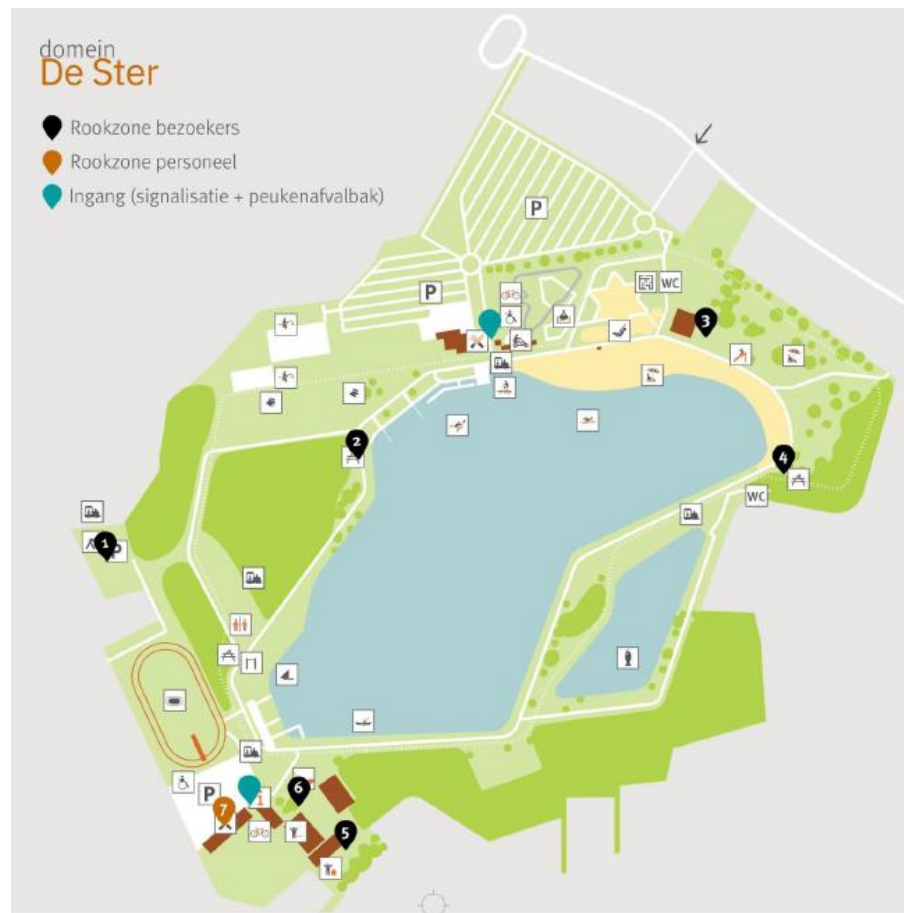 domein
De Ster
Rookzone bezoekers
Rookzone personeel
Ingang (signalisatie + peukenafvalbak)
P
P
WC
3
2
4
WC
1
P
6
i
P
7
5